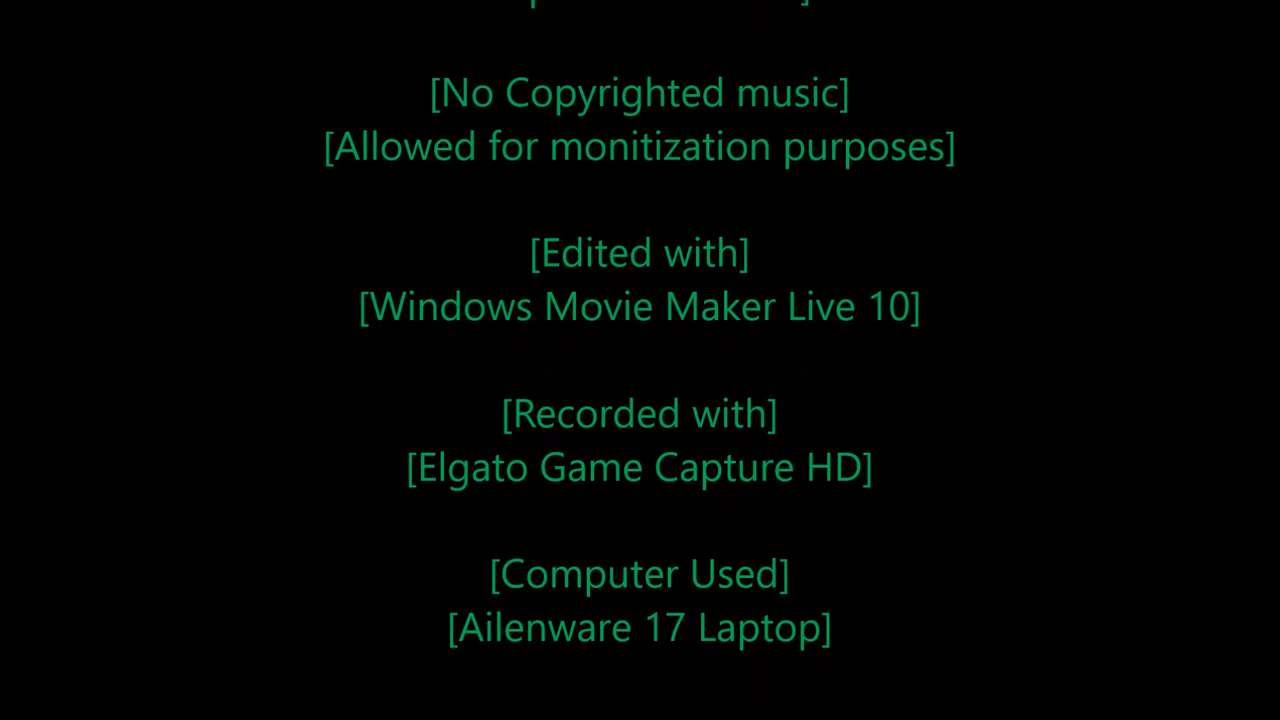 [No Copyrighted music]
[Allowed for monitization purposes]
[Edited with]
[Windows Movie Maker Live 10]
[Recorded with]
[Elgato Game Capture HD]
[Computer Used]
[Ailenware 17 Laptop]